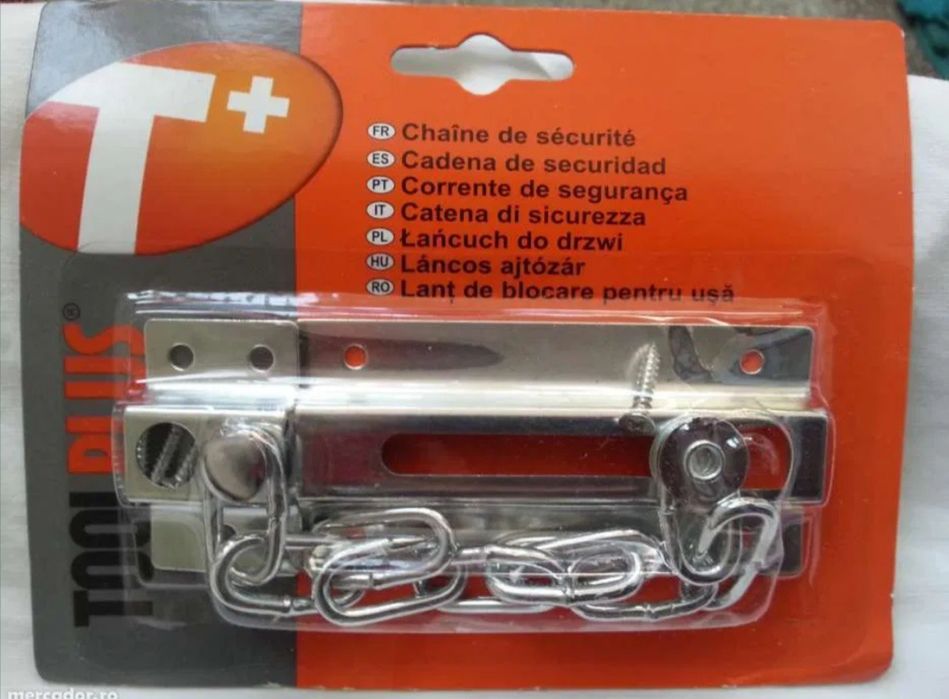 T+
FR Chaîne de sécurité
ES Cadena de securidad
PT Corrente de segurança
IT Catena di sicurezza
PL Łańcuch do drzwi
HU Láncos ajtózár
RO Lanț de blocare pentru ușă
TOOLPLUS®
mercador.ro